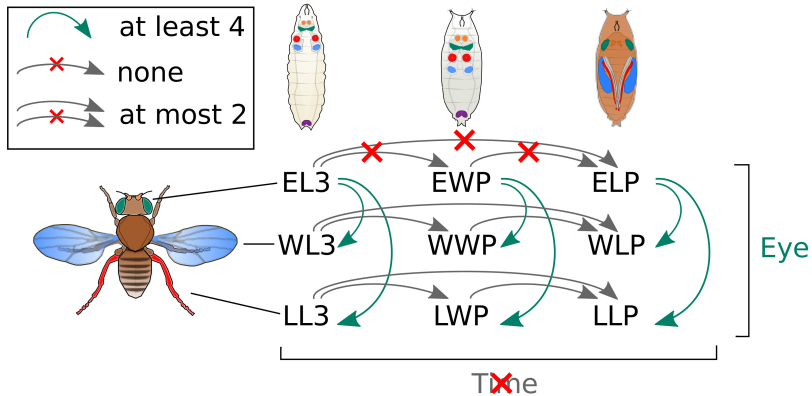 at least 4
none
at most 2
EL3 EWP ELP
WL3 WWP WLP
Eye
LL3 LWP LLP
Time